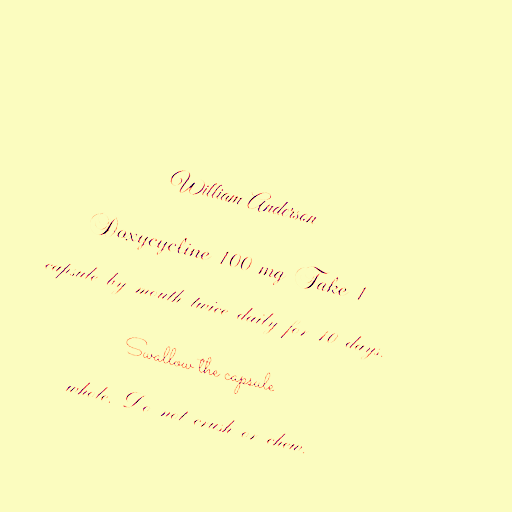 William Anderson
Doxycycline 100 mg Take 1
capsule by mouth twice daily for 10 days.
Swallow the capsule
whole. Do not crush or chew.